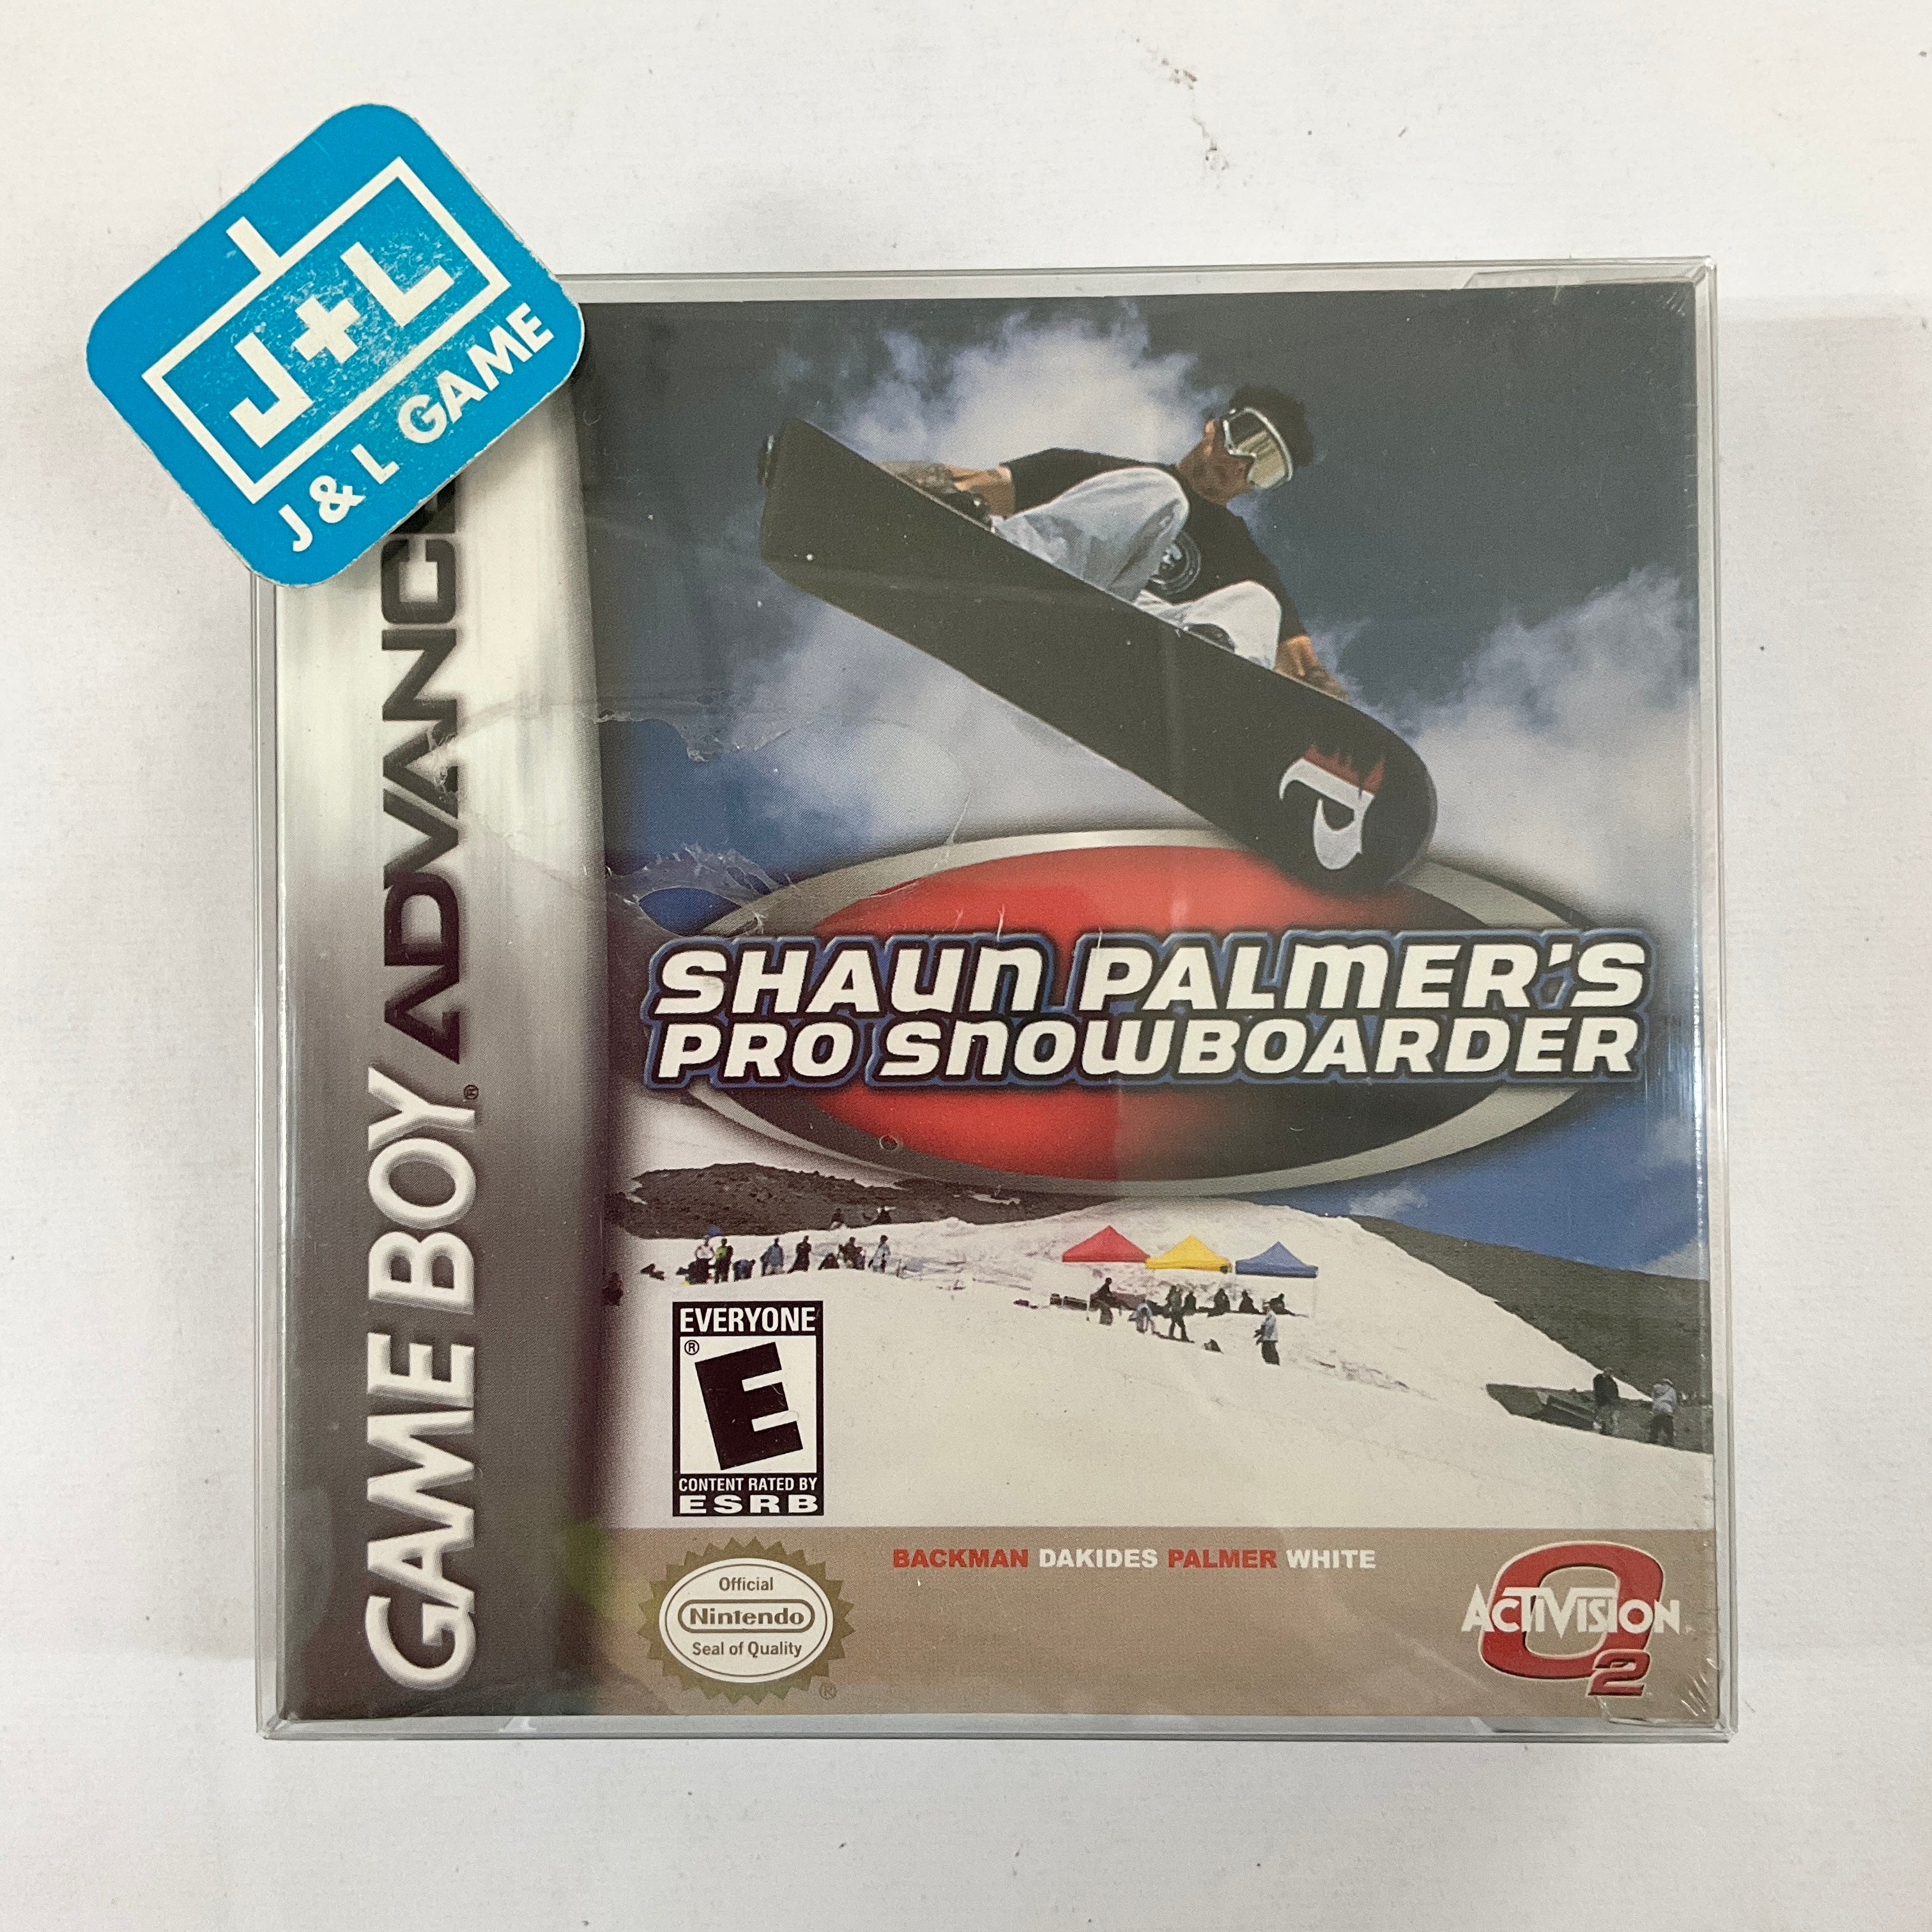 J+L
J & L GAME
GAME BOY® ADVANCE
SHAUN PALMER'S
PRO SNOWBOARDER
EVERYONE
®
E
CONTENT RATED BY
ESRB
BACKMAN DAKIDES PALMER WHITE
Official
Nintendo
Seal of Quality
®
ACTIVISION
O2